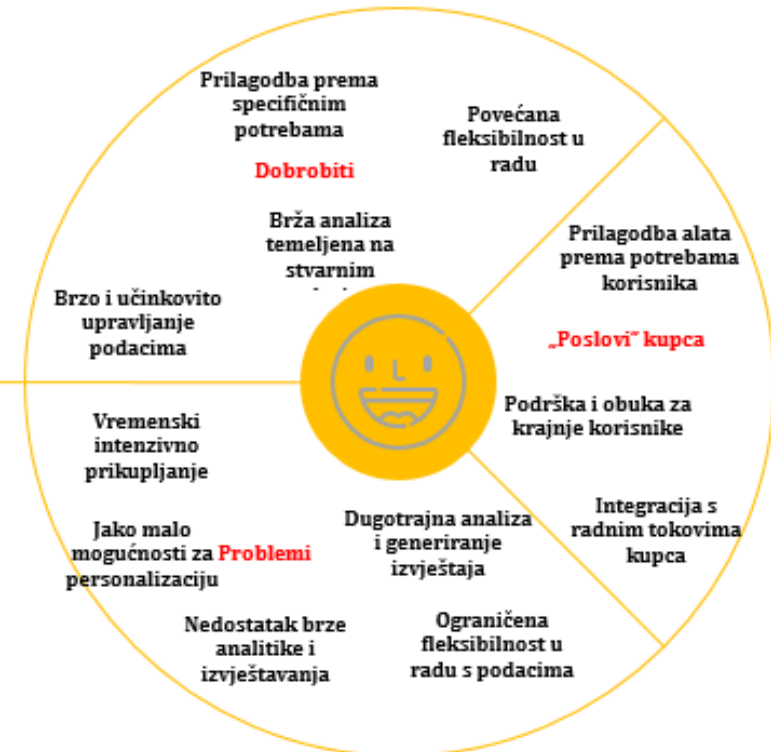 Prilagodba prema
specifičnim
potrebama
Povećana
fleksibilnost u
radu
Dobrobiti
Brža analiza
temeljena na
stvarnim
Brzo i učinkovito
upravljanje
podacima
Prilagodba alata
prema potrebama
korisnika
„Poslovi“ kupca
Podrška i obuka za
krajnje korisnike
Integracija s
radnim tokovima
kupca
Vremenski
intenzivno
prikupljanje
Jako malo
mogućnosti za
personalizaciju
Problemi
Dugotrajna analiza
i generiranje
izvještaja
Nedostatak brze
analitike i
izvještavanja
Ograničena
fleksibilnost u
radu s podacima